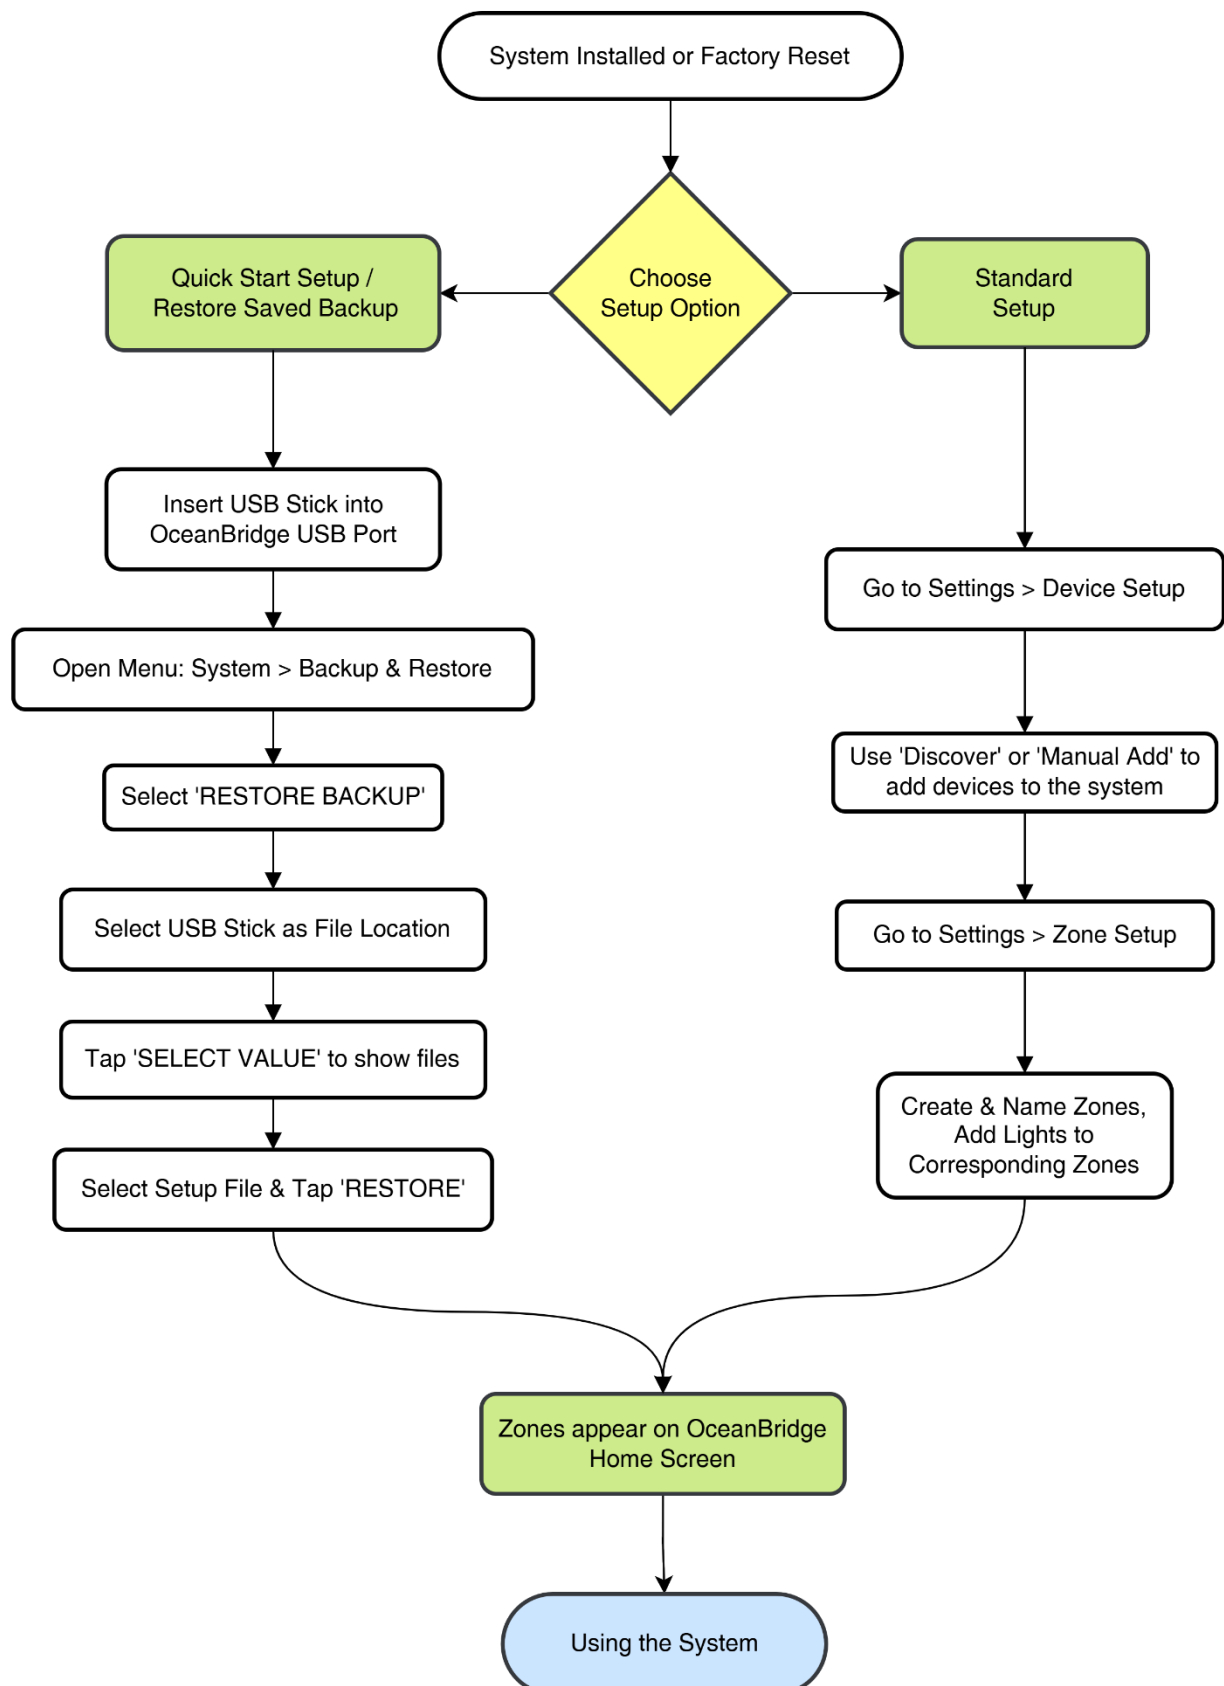 System Installed or Factory Reset
Choose
Setup Option
Quick Start Setup /
Restore Saved Backup
Insert USB Stick into
OceanBridge USB Port
Open Menu: System > Backup & Restore
Select 'RESTORE BACKUP'
Select USB Stick as File Location
Tap 'SELECT VALUE' to show files
Select Setup File & Tap 'RESTORE'
Standard
Setup
Go to Settings > Device Setup
Use 'Discover' or 'Manual Add' to
add devices to the system
Go to Settings > Zone Setup
Create & Name Zones,
Add Lights to
Corresponding Zones
Zones appear on OceanBridge
Home Screen
Using the System